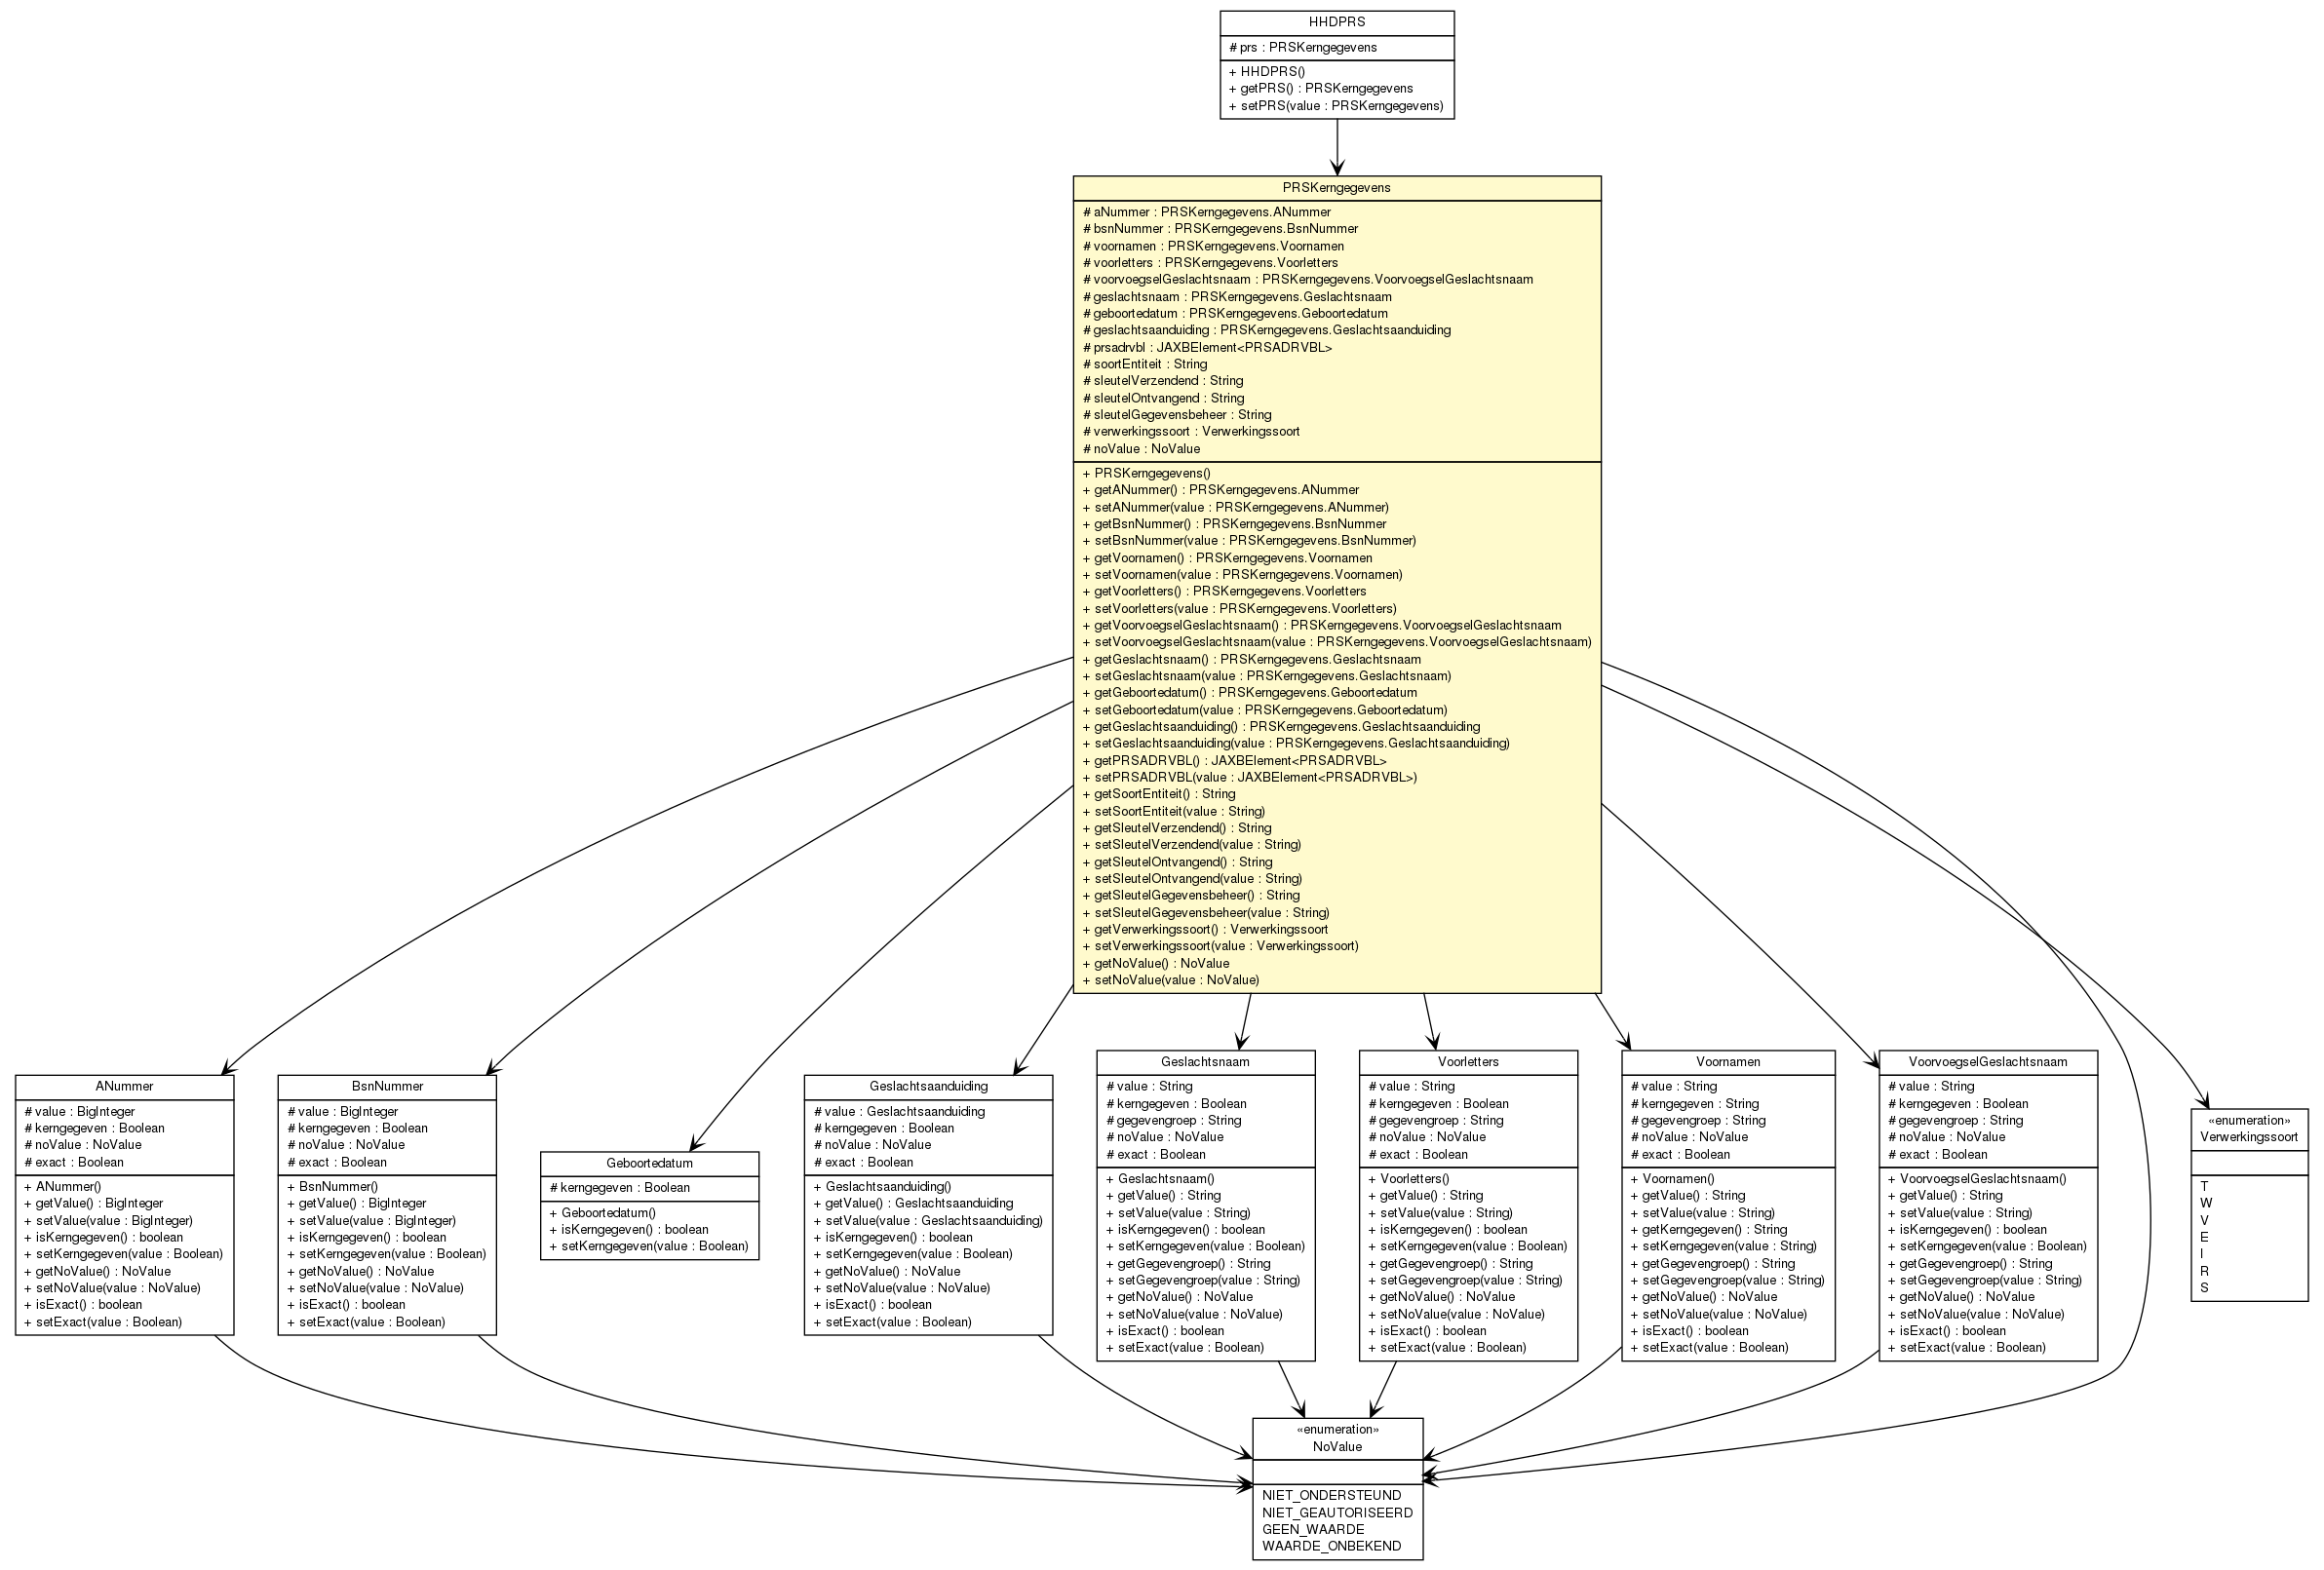 HHDPRS
# prs : PRSKerngegevens
+ HHDPRS()
+ getPRS() : PRSKerngegevens
+ setPRS(value : PRSKerngegevens)
PRSKerngegevens
# aNummer : PRSKerngegevens.ANummer
# bsnNummer : PRSKerngegevens.BsnNummer
# voornamen : PRSKerngegevens.Voornamen
# voorletters : PRSKerngegevens.Voorletters
# voorvoegselGeslachtsnaam : PRSKerngegevens.VoorvoegselGeslachtsnaam
# geslachtsnaam : PRSKerngegevens.Geslachtsnaam
# geboortedatum : PRSKerngegevens.Geboortedatum
# geslachtsaanduiding : PRSKerngegevens.Geslachtsaanduiding
# prsadrvbl : JAXBElement<PRSADRVBL>
# soortEntiteit : String
# sleutelVerzendend : String
# sleutelOntvangend : String
# sleutelGegevensbeheer : String
# verwerkingssoort : Verwerkingssoort
# noValue : NoValue
+ PRSKerngegevens()
+ getANummer() : PRSKerngegevens.ANummer
+ setANummer(value : PRSKerngegevens.ANummer)
+ getBsnNummer() : PRSKerngegevens.BsnNummer
+ setBsnNummer(value : PRSKerngegevens.BsnNummer)
+ getVoornamen() : PRSKerngegevens.Voornamen
+ setVoornamen(value : PRSKerngegevens.Voornamen)
+ getVoorletters() : PRSKerngegevens.Voorletters
+ setVoorletters(value : PRSKerngegevens.Voorletters)
+ getVoorvoegselGeslachtsnaam() : PRSKerngegevens.VoorvoegselGeslachtsnaam
+ setVoorvoegselGeslachtsnaam(value : PRSKerngegevens.VoorvoegselGeslachtsnaam)
+ getGeslachtsnaam() : PRSKerngegevens.Geslachtsnaam
+ setGeslachtsnaam(value : PRSKerngegevens.Geslachtsnaam)
+ getGeboortedatum() : PRSKerngegevens.Geboortedatum
+ setGeboortedatum(value : PRSKerngegevens.Geboortedatum)
+ getGeslachtsaanduiding() : PRSKerngegevens.Geslachtsaanduiding
+ setGeslachtsaanduiding(value : PRSKerngegevens.Geslachtsaanduiding)
+ getPRSADRVBL() : JAXBElement<PRSADRVBL>
+ setPRSADRVBL(value : JAXBElement<PRSADRVBL>)
+ getSoortEntiteit() : String
+ setSoortEntiteit(value : String)
+ getSleutelVerzendend() : String
+ setSleutelVerzendend(value : String)
+ getSleutelOntvangend() : String
+ setSleutelOntvangend(value : String)
+ getSleutelGegevensbeheer() : String
+ setSleutelGegevensbeheer(value : String)
+ getVerwerkingssoort() : Verwerkingssoort
+ setVerwerkingssoort(value : Verwerkingssoort)
+ getNoValue() : NoValue
+ setNoValue(value : NoValue)
ANummer
# value : BigInteger
# kerngegeven : Boolean
# noValue : NoValue
# exact : Boolean
+ ANummer()
+ getValue() : BigInteger
+ setValue(value : BigInteger)
+ isKerngegeven() : boolean
+ setKerngegeven(value : Boolean)
+ getNoValue() : NoValue
+ setNoValue(value : NoValue)
+ isExact() : boolean
+ setExact(value : Boolean)
BsnNummer
# value : BigInteger
# kerngegeven : Boolean
# noValue : NoValue
# exact : Boolean
+ BsnNummer()
+ getValue() : BigInteger
+ setValue(value : BigInteger)
+ isKerngegeven() : boolean
+ setKerngegeven(value : Boolean)
+ getNoValue() : NoValue
+ setNoValue(value : NoValue)
+ isExact() : boolean
+ setExact(value : Boolean)
Geboortedatum
# kerngegeven : Boolean
+ Geboortedatum()
+ isKerngegeven() : boolean
+ setKerngegeven(value : Boolean)
Geslachtsaanduiding
# value : Geslachtsaanduiding
# kerngegeven : Boolean
# noValue : NoValue
# exact : Boolean
+ Geslachtsaanduiding()
+ getValue() : Geslachtsaanduiding
+ setValue(value : Geslachtsaanduiding)
+ isKerngegeven() : boolean
+ setKerngegeven(value : Boolean)
+ getNoValue() : NoValue
+ setNoValue(value : NoValue)
+ isExact() : boolean
+ setExact(value : Boolean)
Geslachtsnaam
# value : String
# kerngegeven : Boolean
# gegevengroep : String
# noValue : NoValue
# exact : Boolean
+ Geslachtsnaam()
+ getValue() : String
+ setValue(value : String)
+ isKerngegeven() : boolean
+ setKerngegeven(value : Boolean)
+ getGegevengroep() : String
+ setGegevengroep(value : String)
+ getNoValue() : NoValue
+ setNoValue(value : NoValue)
+ isExact() : boolean
+ setExact(value : Boolean)
Voorletters
# value : String
# kerngegeven : Boolean
# gegevengroep : String
# noValue : NoValue
# exact : Boolean
+ Voorletters()
+ getValue() : String
+ setValue(value : String)
+ isKerngegeven() : boolean
+ setKerngegeven(value : Boolean)
+ getGegevengroep() : String
+ setGegevengroep(value : String)
+ getNoValue() : NoValue
+ setNoValue(value : NoValue)
+ isExact() : boolean
+ setExact(value : Boolean)
Voornamen
# value : String
# kerngegeven : String
# gegevengroep : String
# noValue : NoValue
# exact : Boolean
+ Voornamen()
+ getValue() : String
+ setValue(value : String)
+ getKerngegeven() : String
+ setKerngegeven(value : String)
+ getGegevengroep() : String
+ setGegevengroep(value : String)
+ getNoValue() : NoValue
+ setNoValue(value : NoValue)
+ isExact() : boolean
+ setExact(value : Boolean)
VoorvoegselGeslachtsnaam
# value : String
# kerngegeven : Boolean
# gegevengroep : String
# noValue : NoValue
# exact : Boolean
+ VoorvoegselGeslachtsnaam()
+ getValue() : String
+ setValue(value : String)
+ isKerngegeven() : boolean
+ setKerngegeven(value : Boolean)
+ getGegevengroep() : String
+ setGegevengroep(value : String)
+ getNoValue() : NoValue
+ setNoValue(value : NoValue)
+ isExact() : boolean
+ setExact(value : Boolean)
«enumeration»
Verwerkingssoort
T
W
V
E
I
R
S
«enumeration»
NoValue
NIET_ONDERSTEUND
NIET_GEAUTORISEERD
GEEN_WAARDE
WAARDE_ONBEKEND